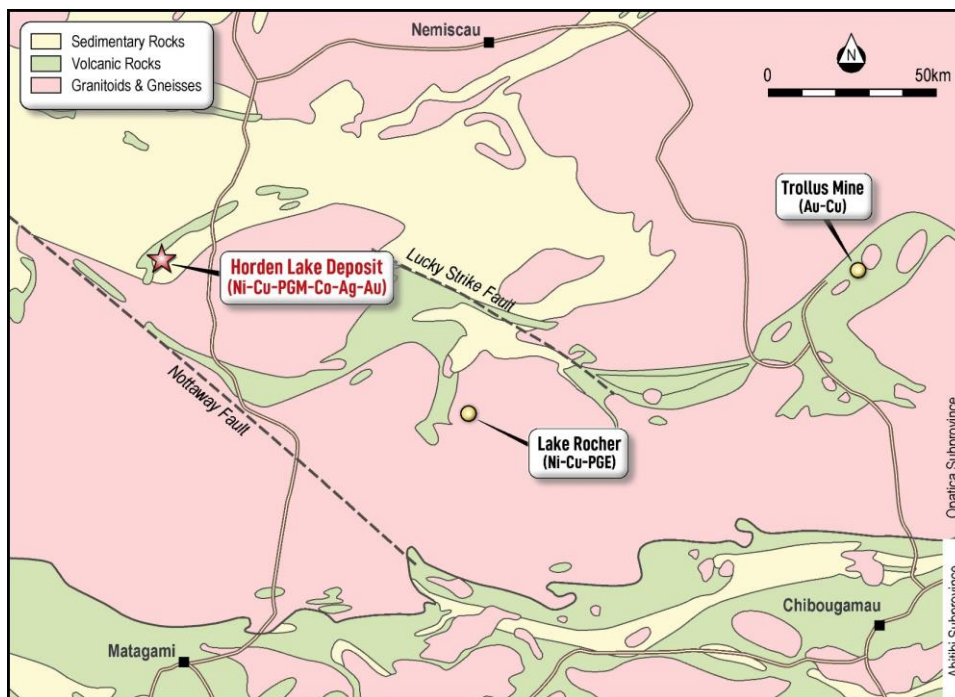 Sedimentary Rocks
Volcanic Rocks
Granitoids & Gneisses
Nemiscau
N
0
50km
Trollus Mine
(Au-Cu)
Horden Lake Deposit
(Ni-Cu-PGM-Co-Ag-Au)
Lucky Strike Fault
Nottaway Fault
Lake Rocher
(Ni-Cu-PGE)
Opatica Subprovince
Abitibi Subprovince
Chibougamau
Matagami